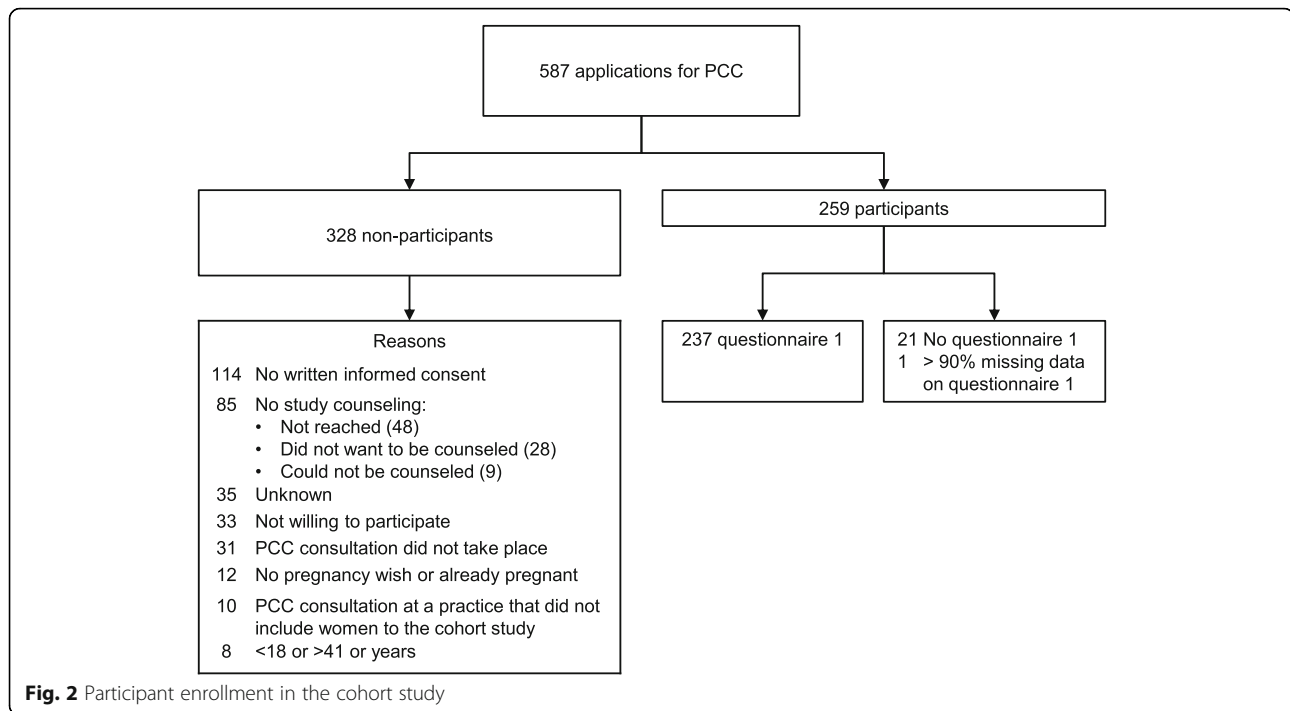 587 applications for PCC
328 non-participants
259 participants
Reasons
114 No written informed consent
85 No study counseling:
• Not reached (48)
• Did not want to be counseled (28)
• Could not be counseled (9)
35 Unknown
33 Not willing to participate
31 PCC consultation did not take place
12 No pregnancy wish or already pregnant
10 PCC consultation at a practice that did not
include women to the cohort study
8 <18 or >41 or years
237 questionnaire 1
21 No questionnaire 1
1 > 90% missing data
on questionnaire 1
Fig. 2 Participant enrollment in the cohort study